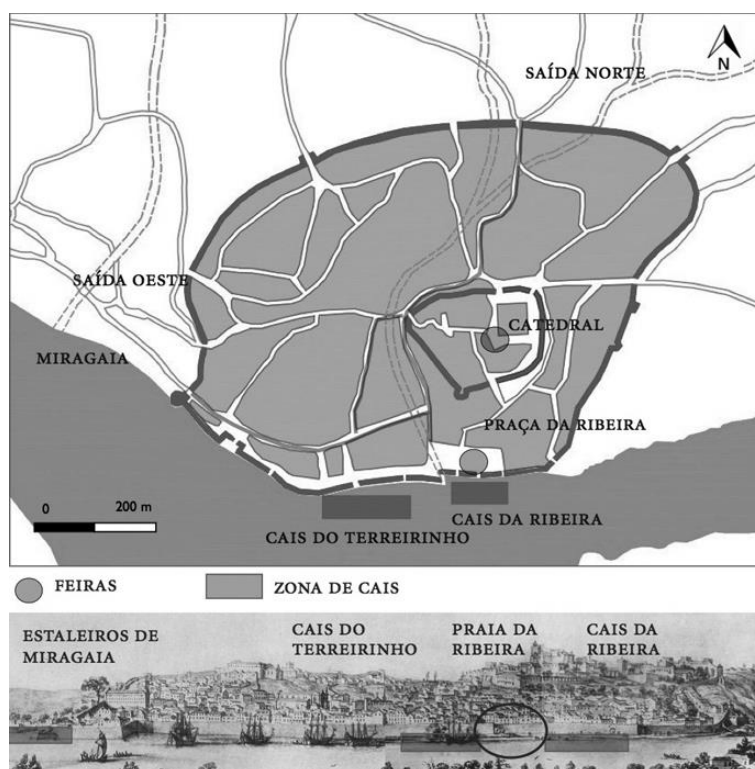 N
SAÍDA NORTE
SAÍDA OESTE
CATEDRAL
MIRAGAIA
PRAÇA DA RIBEIRA
0 200 m
CAIS DA RIBEIRA
CAIS DO TERREIRINHO
FEIRAS
ZONA DE CAIS
ESTALEIROS DE
MIRAGAIA
CAIS DO
TERREIRINHO
PRAIA DA
RIBEIRA
CAIS DA
RIBEIRA